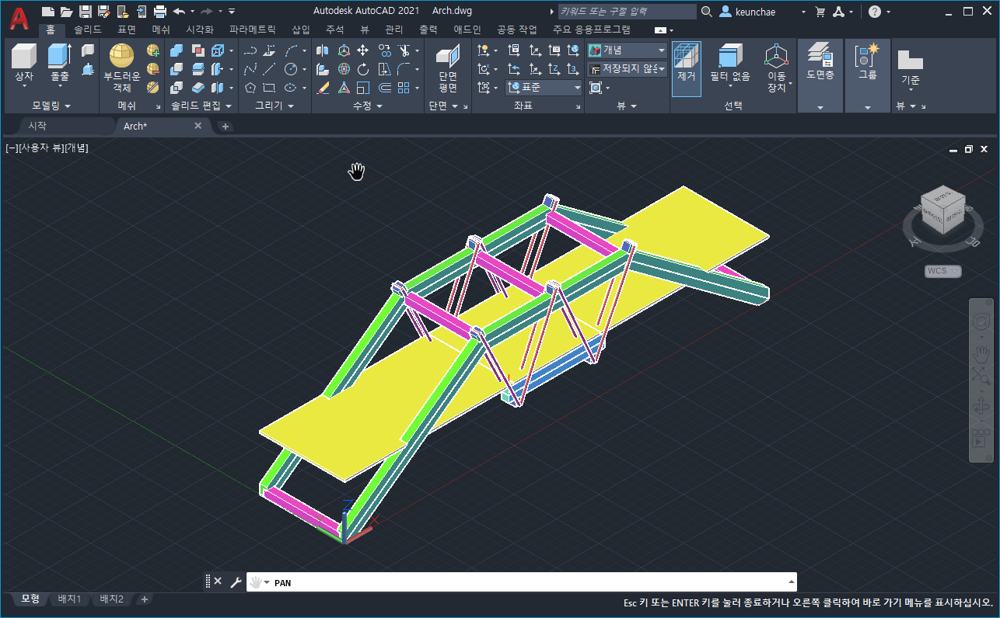 Autodesk AutoCAD 2021 Arch.dwg
키워드 또는 구절 입력
keunchae
홈 솔리드 표면 메쉬 시각화 파라메트릭 삽입 주석 뷰 관리 출력 애드인 공동 작업 주요 응용프로그램
상자 돌출 부드러운 객체 단면 평면 개념 제거 필터 없음 이동 장치 도면층 그룹 기준
저장되지 않은
표준
모델링 메쉬 솔리드 편집 그리기 수정 단면 좌표 뷰 선택 뷰
시작 Arch*
[−][사용자 뷰][개념]
WCS
Z
X
PAN
모형 배치1 배치2
Esc 키 또는 ENTER 키를 눌러 종료하거나 오른쪽 클릭하여 바로 가기 메뉴를 표시하십시오.